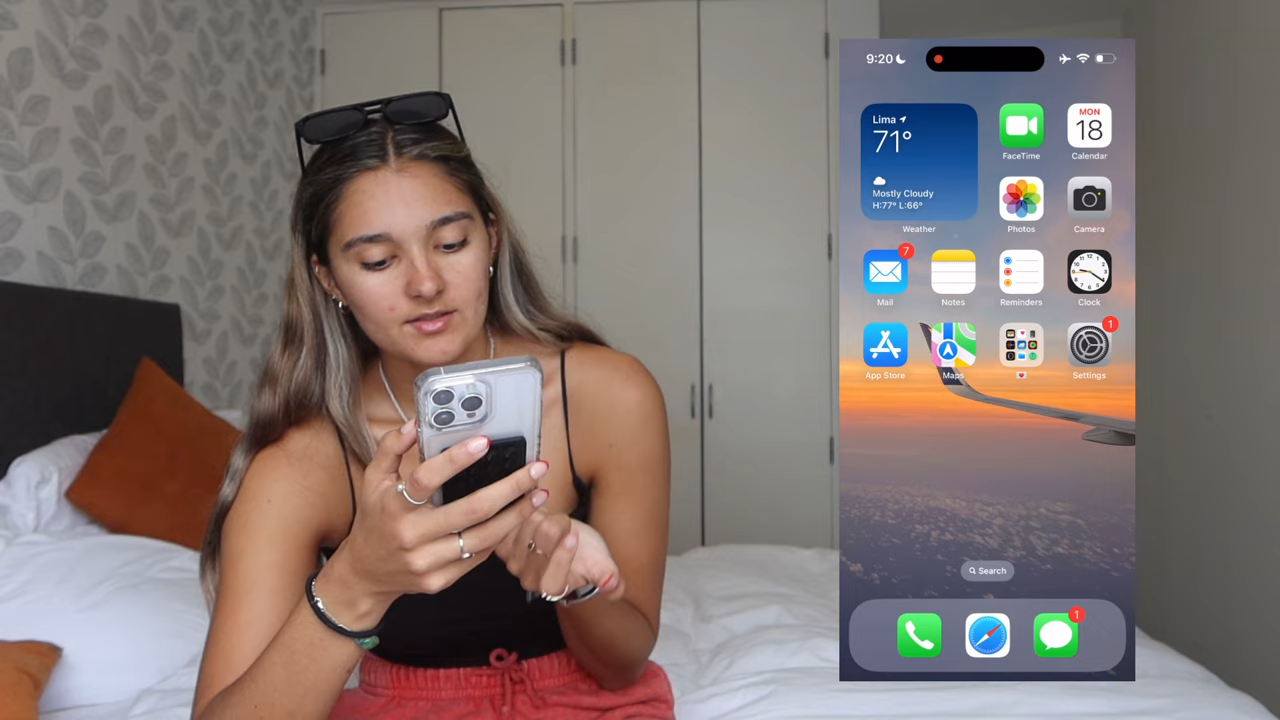 9:20
Lima
71°
Mostly Cloudy
H:77° L:66°
Weather
FaceTime
MON
18
Calendar
Photos
Camera
7
Mail
Notes
Reminders
12
Clock
App Store
Maps
1
Settings
Search
1